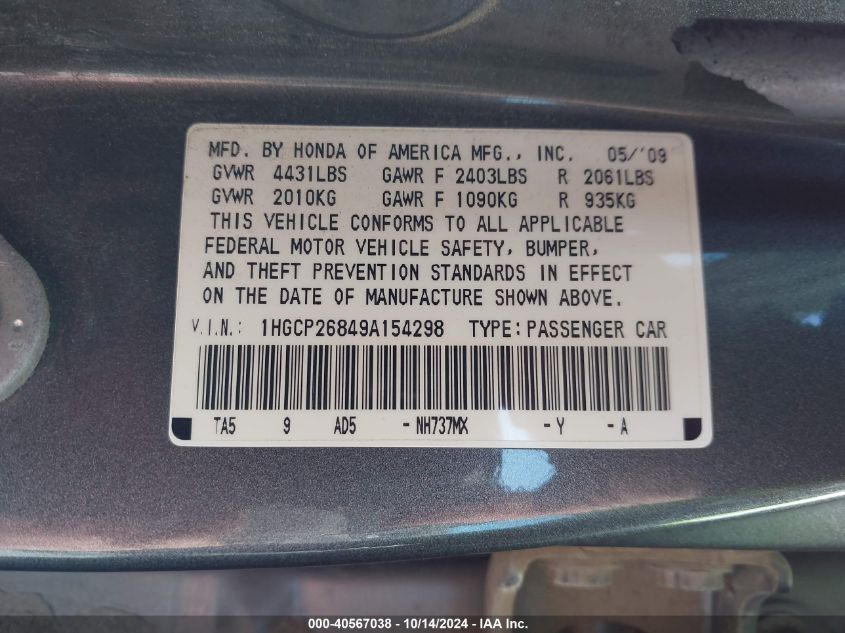 MFD. BY HONDA OF AMERICA MFG., INC. 05/'09
GVWR 4431LBS GAWR F 2403LBS R 2061LBS
GVWR 2010KG GAWR F 1090KG R 935KG
THIS VEHICLE CONFORMS TO ALL APPLICABLE
FEDERAL MOTOR VEHICLE SAFETY, BUMPER,
AND THEFT PREVENTION STANDARDS IN EFFECT
ON THE DATE OF MANUFACTURE SHOWN ABOVE.
V.I.N.: 1HGCP26849A154298 TYPE: PASSENGER CAR
TA5 9 AD5 - NH737MX - Y - A
000-40567038 - 10/14/2024 - IAA Inc.